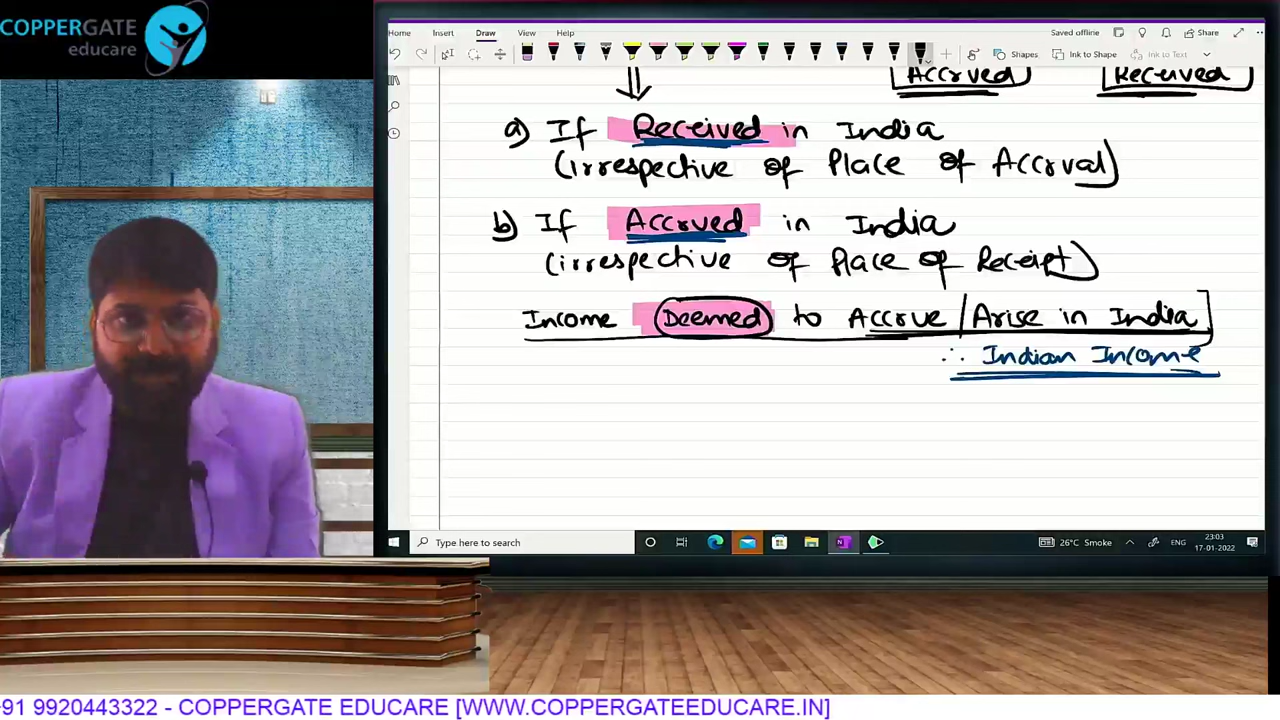 COPPERGATE
educare
Home Insert Draw View Help
Saved offline
Share
Shapes
Ink to Shape
Ink to Text
Accrued Received
a) If Received in India
(irrespective of Place of Accrual)
b) If Accrued in India
(irrespective of Place of Receipt)
Income Deemed to Accrue / Arise in India
∴ Indian Income
Type here to search
26°C Smoke
ENG
23:03
17-01-2022
+91 9920443322 - COPPERGATE EDUCARE [WWW.COPPERGATEEDUCARE.IN]